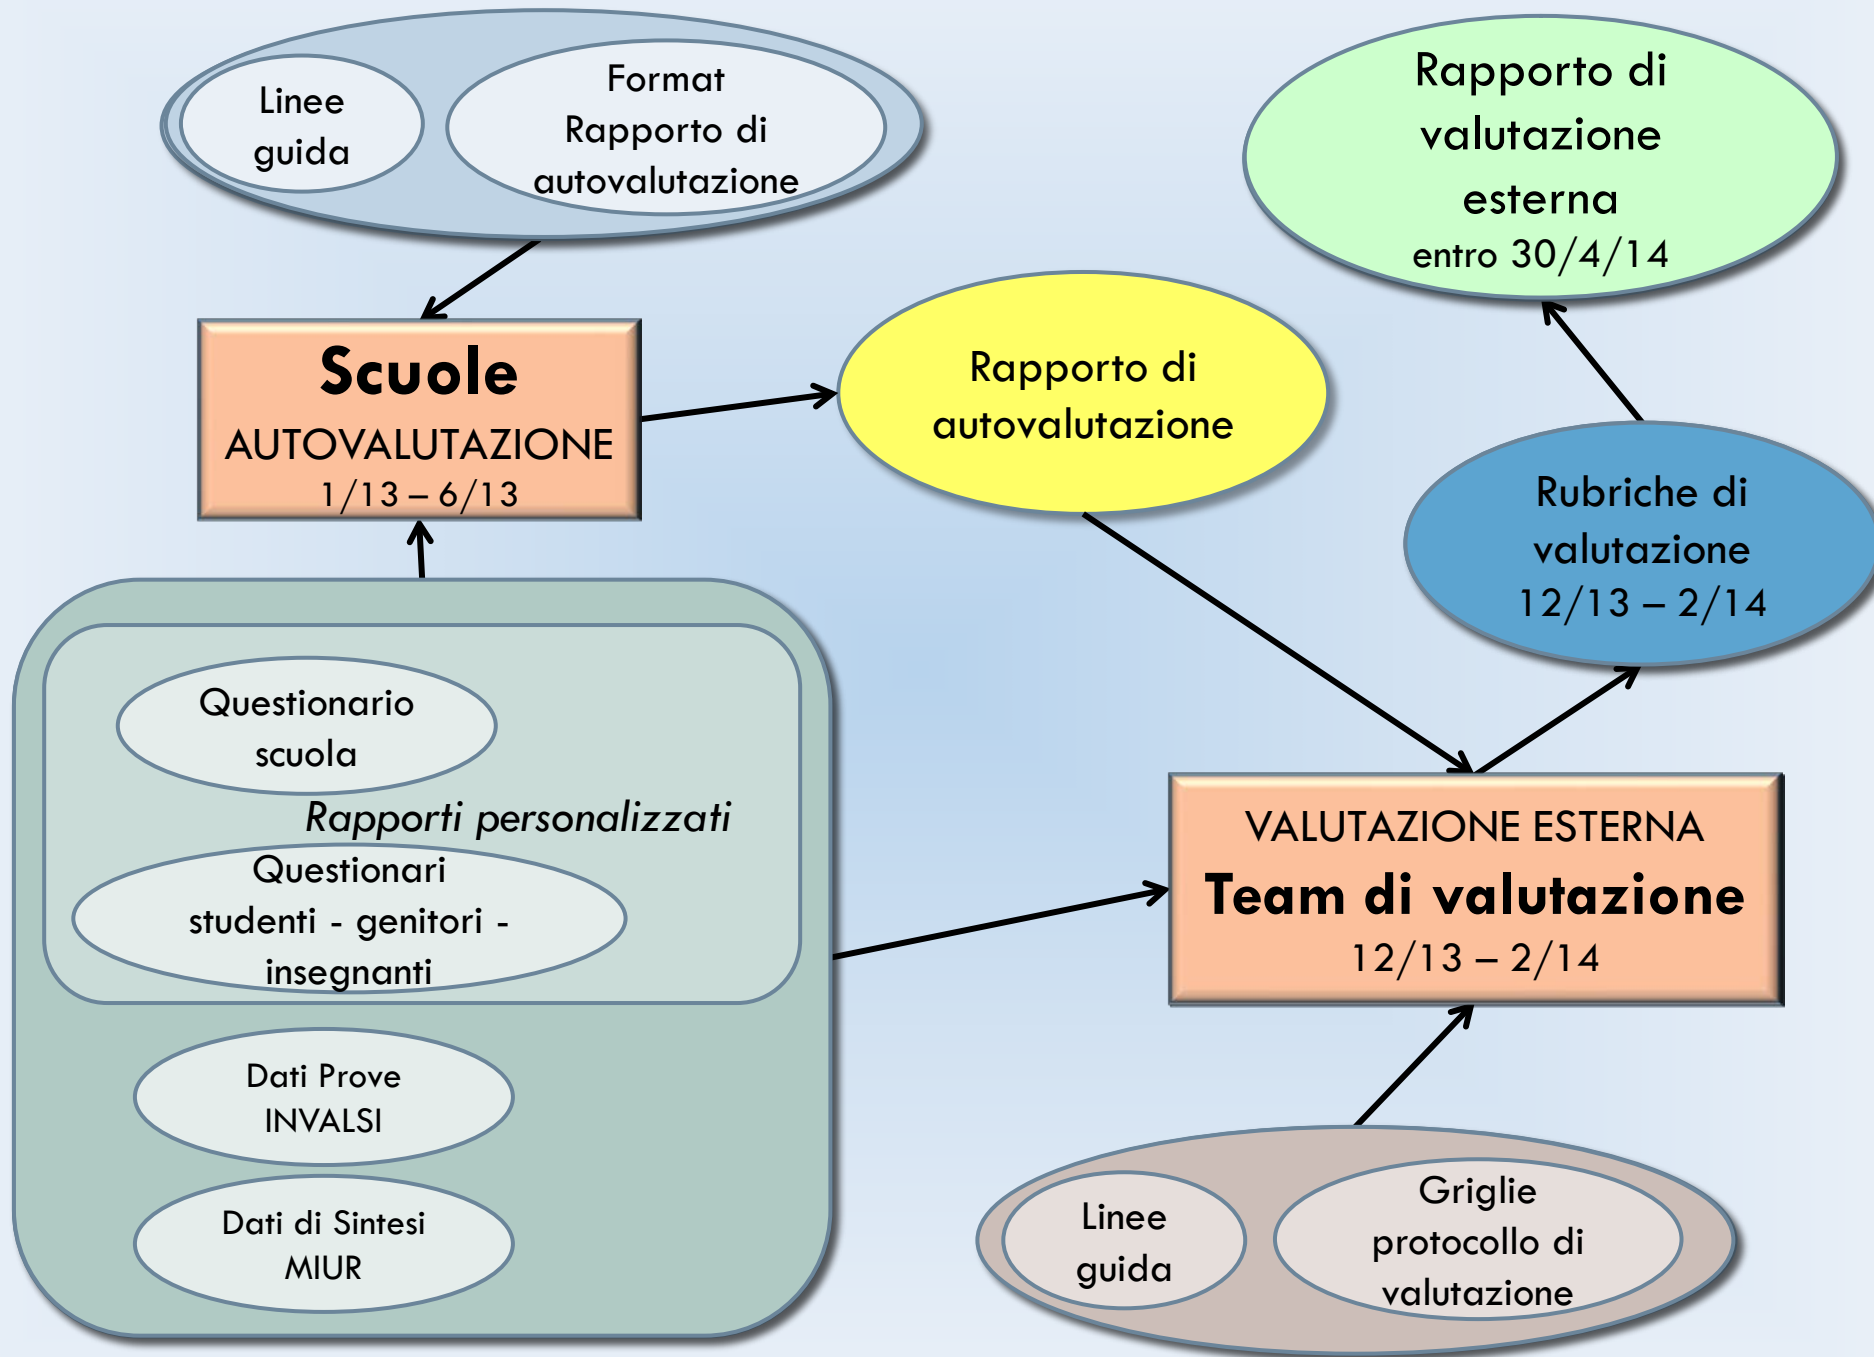 Linee
guida
Format
Rapporto di
autovalutazione
Rapporto di
valutazione
esterna
entro 30/4/14
Scuole
AUTOVALUTAZIONE
1/13 – 6/13
Rapporto di
autovalutazione
Rubriche di
valutazione
12/13 – 2/14
Questionario
scuola
Rapporti personalizzati
Questionari
studenti - genitori -
insegnanti
Dati Prove
INVALSI
Dati di Sintesi
MIUR
VALUTAZIONE ESTERNA
Team di valutazione
12/13 – 2/14
Linee
guida
Griglie
protocollo di
valutazione